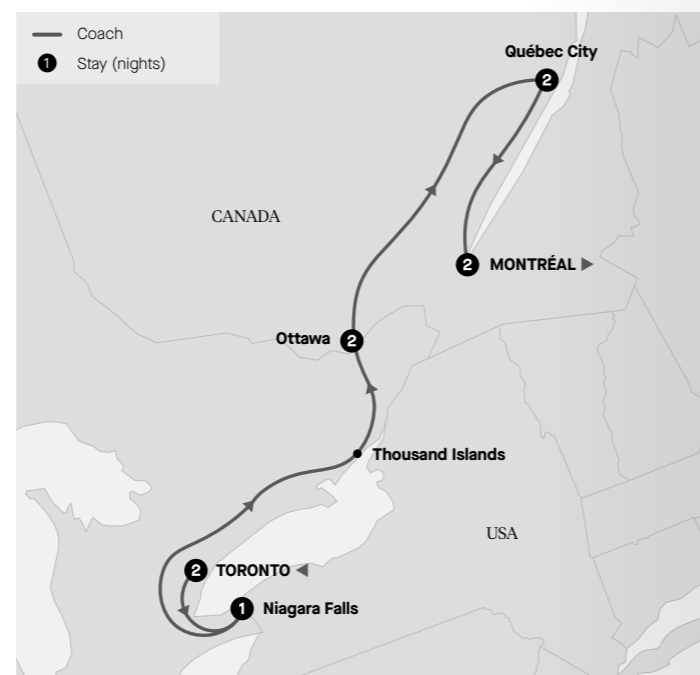 Coach
1 Stay (nights)
Québec City
2
CANADA
2 MONTRÉAL
Ottawa 2
Thousand Islands
USA
2 TORONTO
1 Niagara Falls